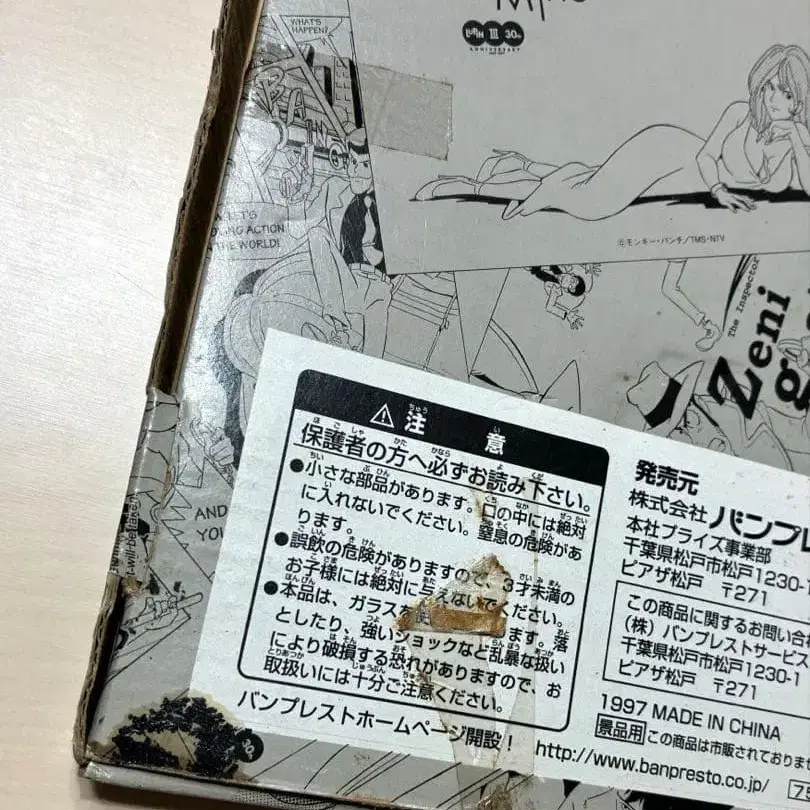 WHAT'S
HAPPEN!
LUPIN III 30th
ANNIVERSARY
©モンキー・パンチ/TMS・NTV
LET'S
ING ACTION
THE WORLD!
The Inspector
Zeni
g
AND
YO
will be taken
⚠注意
保護者の方へ必ずお読み下さい。
●小さな部品があります。口の中には絶対
に入れないでください。窒息の危険があ
ります。
●誤飲の危険がありますので、3才未満の
お子様には絶対に与えないでください。
●本品は、ガラスを使 ます。落
としたり、強いショックなど乱暴な扱い
により破損する恐れがありますので、お
取扱いには十分ご注意ください。
バンプレストホームページ開設!
発売元
株式会社 バンプレ
本社プライズ事業部
千葉県松戸市松戸1230-1
ピアザ松戸 〒271
この商品に関するお問い合
(株)バンプレストサービス
千葉県松戸市松戸1230-1
ピアザ松戸 〒271
1997 MADE IN CHINA
景品用 この商品は市販されておりませ
http://www.banpresto.co.jp/